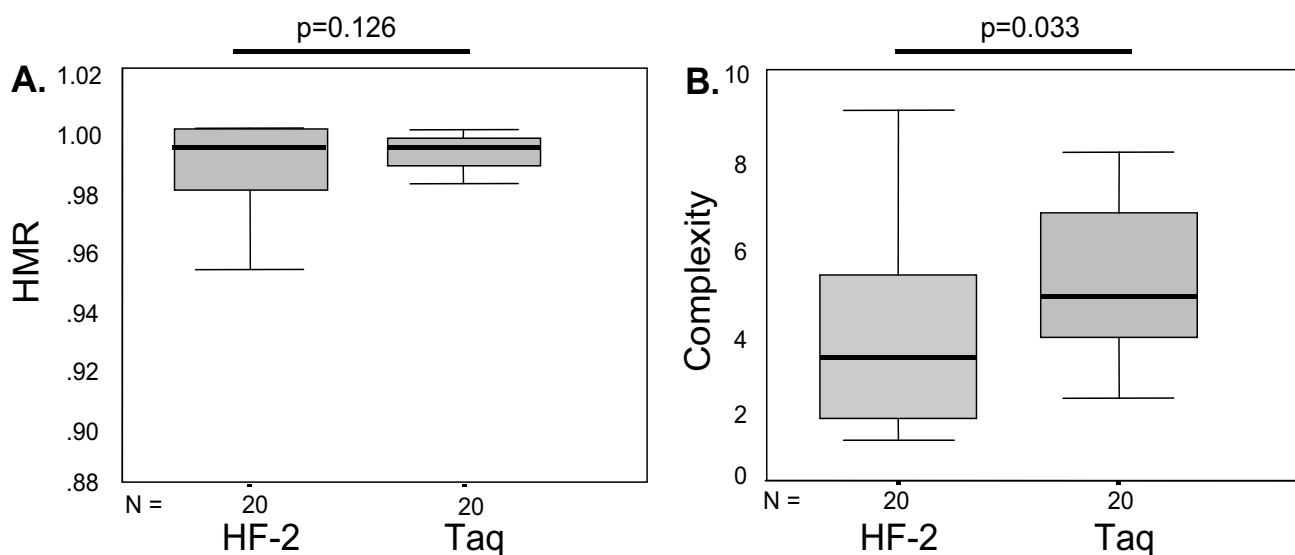 p=0.126
A.
1.02
1.00
.98
.96
.94
.92
.90
.88
HMR
N = 20 20
HF-2 Taq
p=0.033
B.
10
8
6
4
2
0
Complexity
N = 20 20
HF-2 Taq